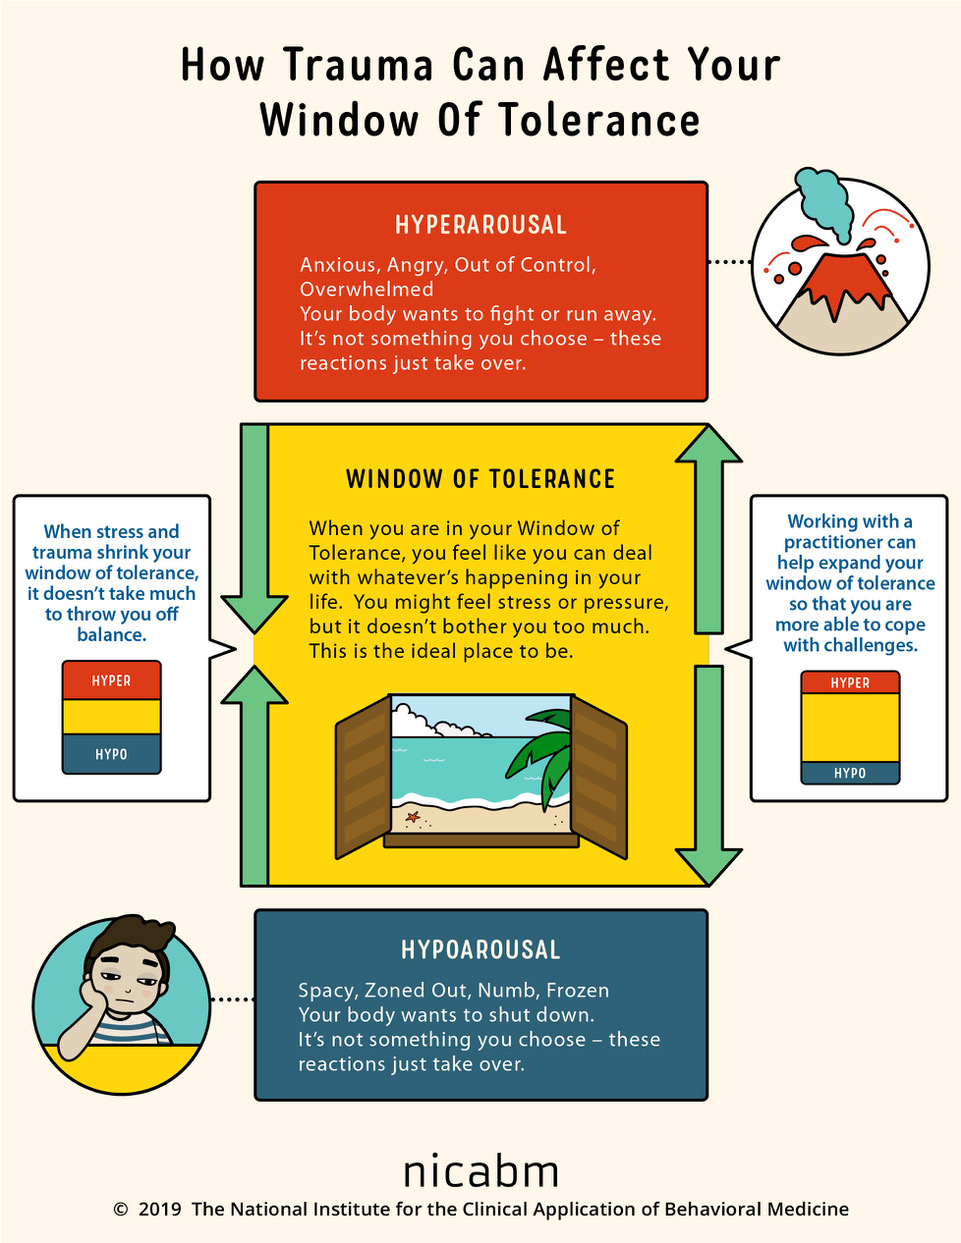 How Trauma Can Affect Your
Window Of Tolerance
HYPERAROUSAL
Anxious, Angry, Out of Control,
Overwhelmed
Your body wants to fight or run away.
It's not something you choose – these
reactions just take over.
When stress and
trauma shrink your
window of tolerance,
it doesn't take much
to throw you off
balance.
HYPER
HYPO
WINDOW OF TOLERANCE
When you are in your Window of
Tolerance, you feel like you can deal
with whatever's happening in your
life.  You might feel stress or pressure,
but it doesn't bother you too much.
This is the ideal place to be.
Working with a
practitioner can
help expand your
window of tolerance
so that you are
more able to cope
with challenges.
HYPER
HYPO
HYPOAROUSAL
Spacy, Zoned Out, Numb, Frozen
Your body wants to shut down.
It's not something you choose – these
reactions just take over.
nicabm
© 2019 The National Institute for the Clinical Application of Behavioral Medicine